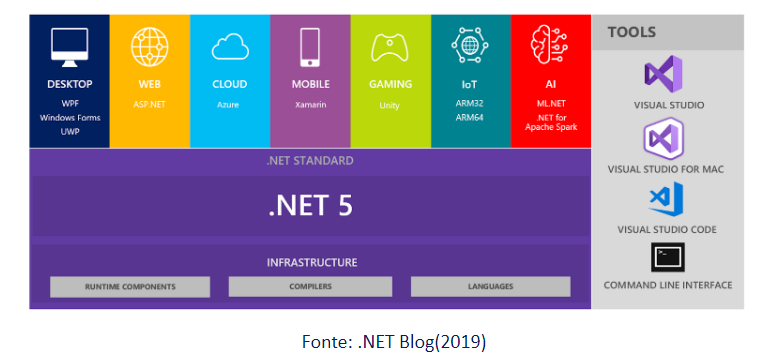 DESKTOP
WPF
Windows Forms
UWP
WEB
ASP.NET
CLOUD
Azure
MOBILE
Xamarin
GAMING
Unity
IoT
ARM32
ARM64
AI
ML.NET
.NET for
Apache Spark
.NET STANDARD
.NET 5
INFRASTRUCTURE
RUNTIME COMPONENTS
COMPILERS
LANGUAGES
TOOLS
VISUAL STUDIO
VISUAL STUDIO FOR MAC
VISUAL STUDIO CODE
>_
COMMAND LINE INTERFACE
Fonte: .NET Blog(2019)